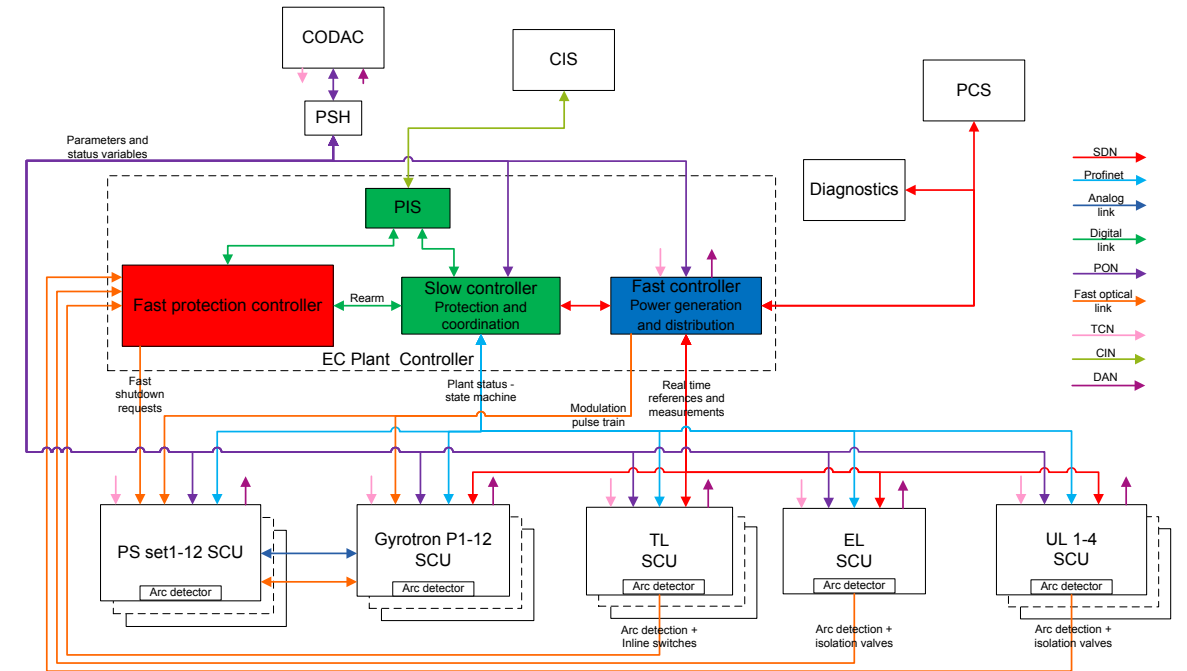 CODAC
CIS
PCS
PSH
Parameters and
status variables
SDN
Profinet
Analog
link
Digital
link
PON
Fast optical
link
TCN
CIN
DAN
Diagnostics
PIS
Fast protection controller
Rearm
Slow controller
Protection and
coordination
Fast controller
Power generation
and distribution
EC Plant Controller
Fast
shutdown
requests
Plant status -
state machine
Modulation
pulse train
Real time
references and
measurements
PS set1-12 SCU
Arc detector
Gyrotron P1-12
SCU
Arc detector
TL
SCU
Arc detector
EL
SCU
Arc detector
UL 1-4
SCU
Arc detector
Arc detection +
Inline switches
Arc detection +
isolation valves
Arc detection +
isolation valves